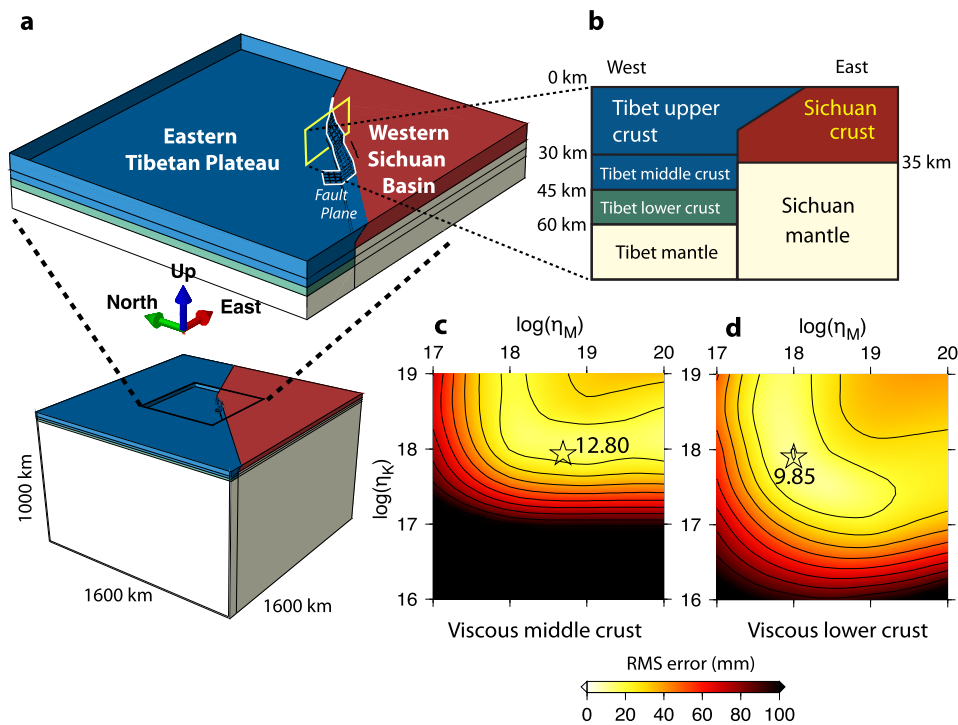 a
Eastern
Tibetan Plateau
Western
Sichuan
Basin
Fault
Plane
Up
North
East
1000 km
1600 km
1600 km
b
West
East
0 km
30 km
45 km
60 km
35 km
Tibet upper
crust
Sichuan
crust
Tibet middle crust
Tibet lower crust
Tibet mantle
Sichuan
mantle
c
log(ηM)
17 18 19 20
19
18
17
16
log(ηK)
12.80
Viscous middle crust
d
log(ηM)
17 18 19 20
19
18
17
16
9.85
Viscous lower crust
RMS error (mm)
0 20 40 60 80 100